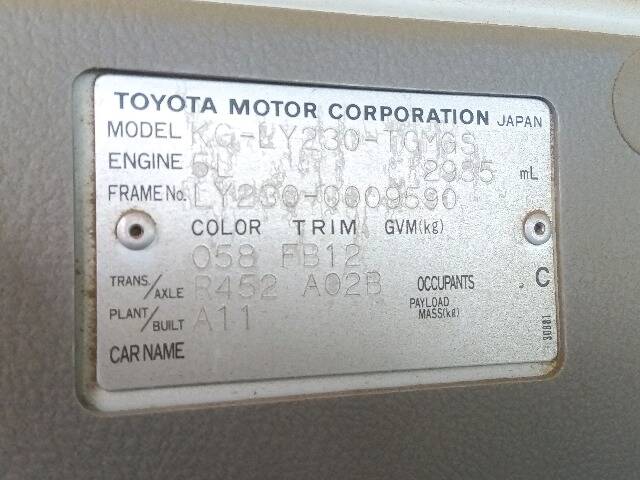 TOYOTA MOTOR CORPORATION JAPAN
MODEL KG-LY230-TGMGS
ENGINE 5L 2985 mL
FRAME No. LY230-0009590
COLOR TRIM GVM(kg)
058 FB12
TRANS./AXLE R452 A02B OCCUPANTS .C
PAYLOAD MASS(kg)
PLANT/BUILT A11
CAR NAME